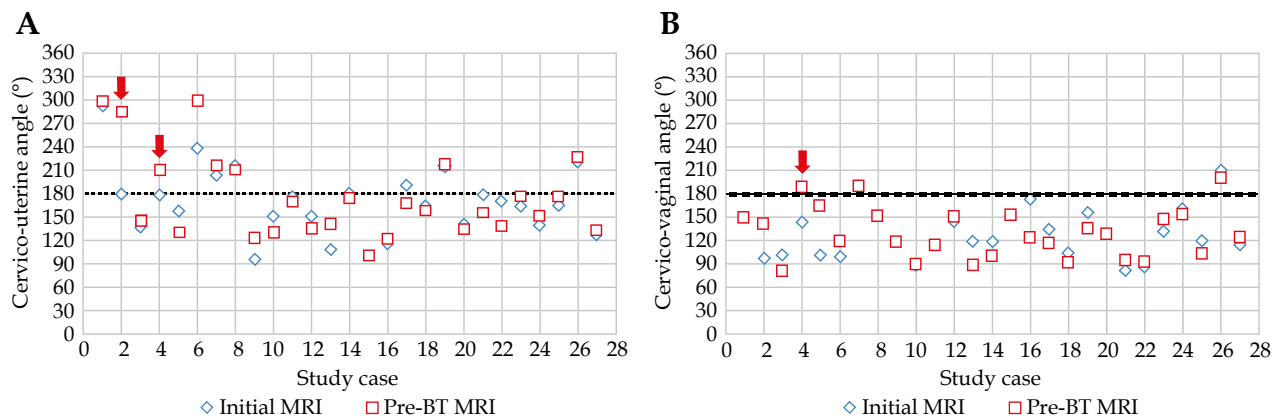 A
Cervico-uterine angle (°)
360
330
300
270
240
210
180
150
120
90
60
30
0
0 2 4 6 8 10 12 14 16 18 20 22 24 26 28
Study case
Initial MRI Pre-BT MRI
B
Cervico-vaginal angle (°)
360
330
300
270
240
210
180
150
120
90
60
30
0
0 2 4 6 8 10 12 14 16 18 20 22 24 26 28
Study case
Initial MRI Pre-BT MRI